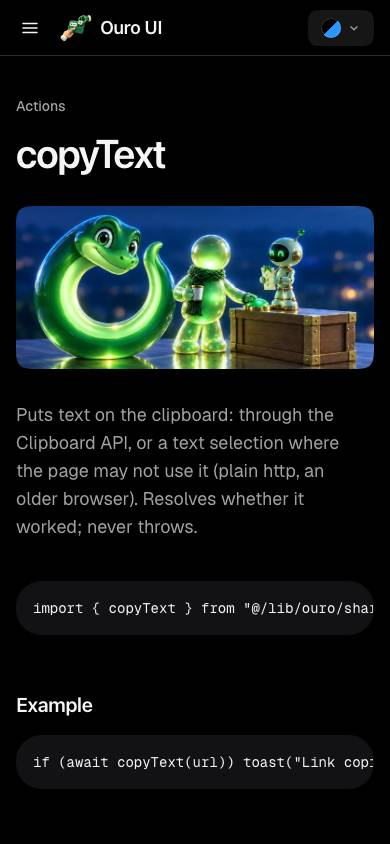 Ouro UI
Actions
copyText
Puts text on the clipboard: through the
Clipboard API, or a text selection where
the page may not use it (plain http, an
older browser). Resolves whether it
worked; never throws.
import { copyText } from "@/lib/ouro/shar
Example
if (await copyText(url)) toast("Link copi